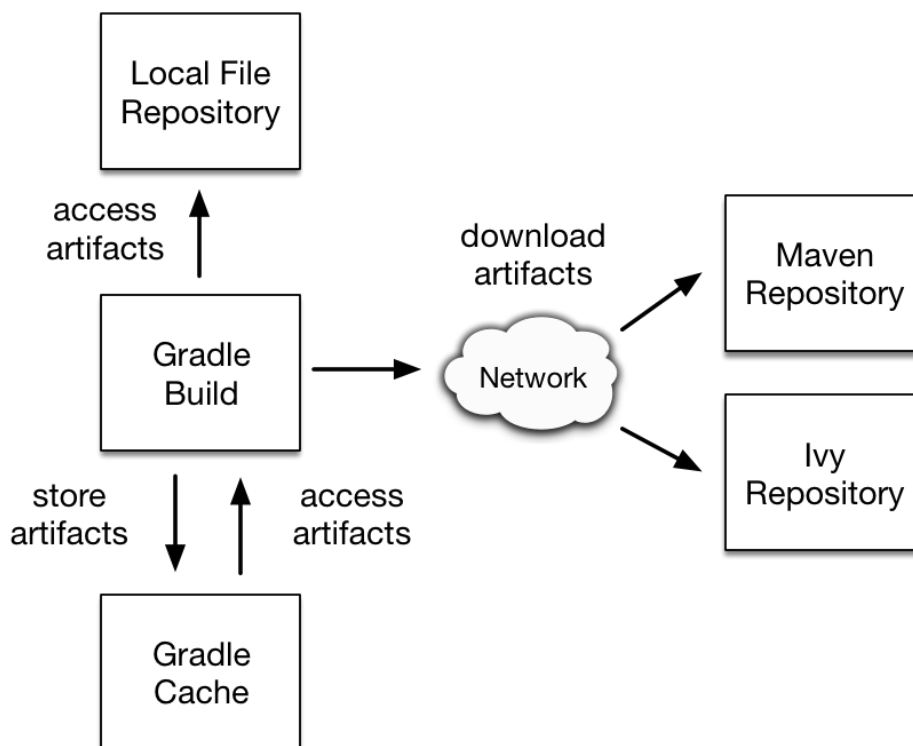 Local File
Repository
access
artifacts
download
artifacts
Maven
Repository
Gradle
Build
Network
Ivy
Repository
store
artifacts
access
artifacts
Gradle
Cache